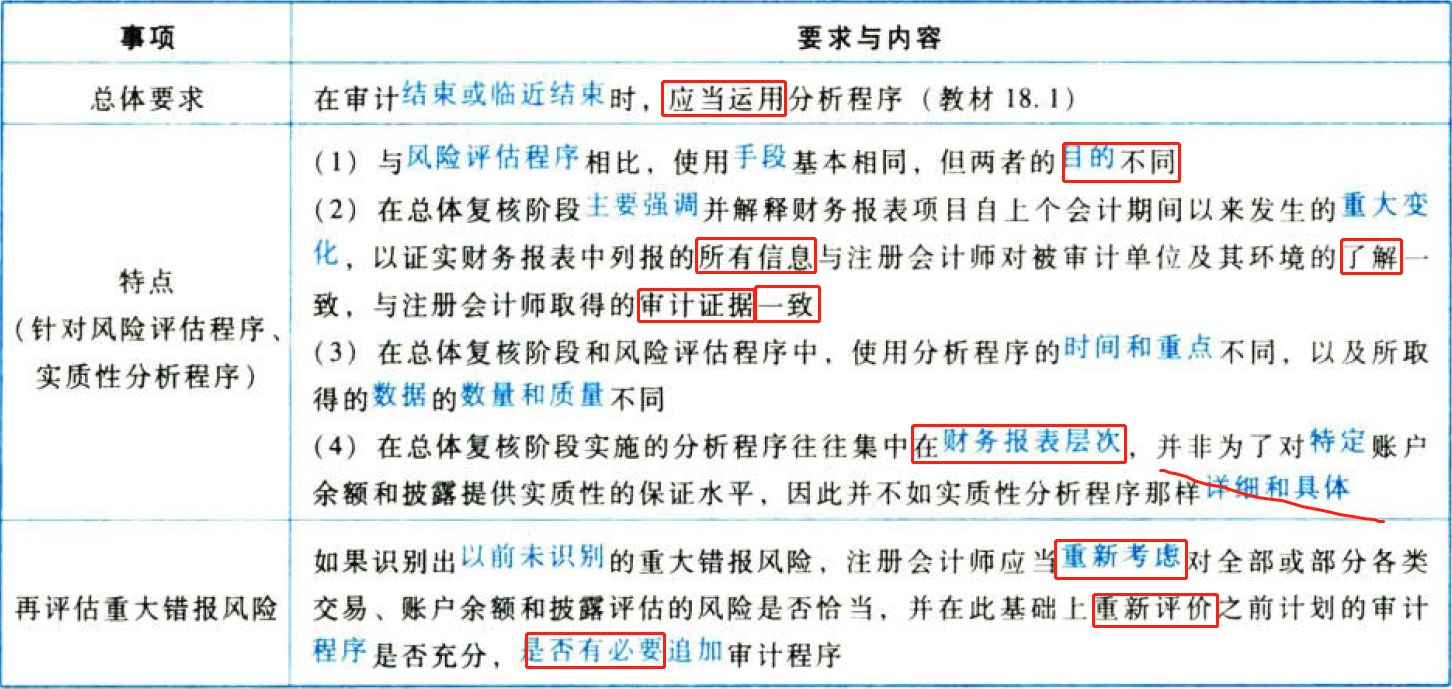 事项
要求与内容
总体要求
在审计结束或临近结束时，应当运用分析程序（教材 18.1）
特点
（针对风险评估程序、
实质性分析程序）
（1）与风险评估程序相比，使用手段基本相同，但两者的目的不同
（2）在总体复核阶段主要强调并解释财务报表项目自上个会计期间以来发生的重大变
化，以证实财务报表中列报的所有信息与注册会计师对被审计单位及其环境的了解一
致，与注册会计师取得的审计证据一致
（3）在总体复核阶段和风险评估程序中，使用分析程序的时间和重点不同，以及所取
得的数据的数量和质量不同
（4）在总体复核阶段实施的分析程序往往集中在财务报表层次，并非为了对特定账户
余额和披露提供实质性的保证水平，因此并不如实质性分析程序那样详细和具体
再评估重大错报风险
如果识别出以前未识别的重大错报风险，注册会计师应当重新考虑对全部或部分各类
交易、账户余额和披露评估的风险是否恰当，并在此基础上重新评价之前计划的审计
程序是否充分，是否有必要追加审计程序